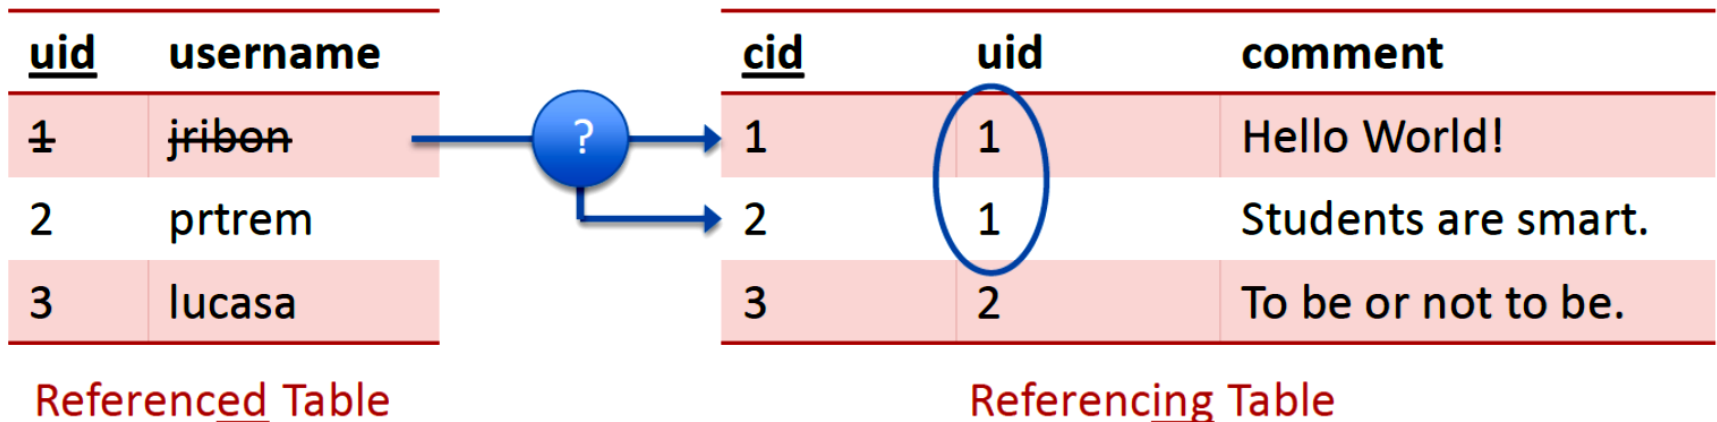 uid username cid uid comment
1 jribon ? 1 1 Hello World!
2 prtrem 2 1 Students are smart.
3 lucasa 3 2 To be or not to be.
Referenced Table Referencing Table